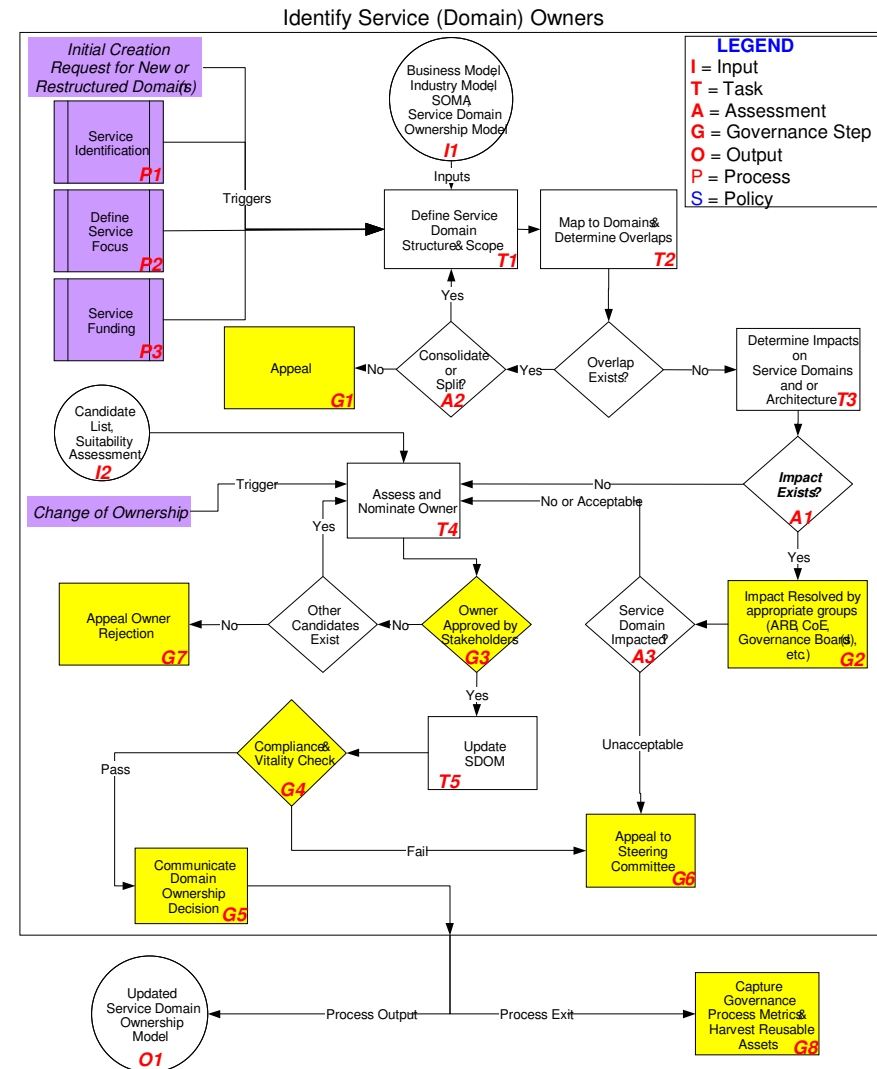 Identify Service (Domain) Owners
Initial Creation
Request for New or
Restructured Domain(s)
Service
Identification
P1
Define
Service
Focus
P2
Service
Funding
P3
Triggers
Business Model,
Industry Model,
SOMA,
Service Domain
Ownership Model
I1
Inputs
LEGEND
I = Input
T = Task
A = Assessment
G = Governance Step
O = Output
P = Process
S = Policy
Define Service
Domain
Structure & Scope
T1
Map to Domains &
Determine Overlaps
T2
Yes
Appeal
G1
No
Consolidate
or
Split?
A2
Yes
Overlap
Exists?
No
Determine Impacts
on
Service Domains
and or
Architecture
T3
Candidate
List,
Suitability
Assessment
I2
Trigger
Change of Ownership
Assess and
Nominate Owner
T4
No
No or Acceptable
Impact
Exists?
A1
Yes
Yes
Appeal Owner
Rejection
G7
No
Other
Candidates
Exist
No
Owner
Approved by
Stakeholders
G3
Service
Domain
Impacted?
A3
Impact Resolved by
appropriate groups
(ARB, CoE,
Governance Board(s),
etc.)
G2
Yes
Compliance &
Vitality Check
G4
Update
SDOM
T5
Unacceptable
Pass
Fail
Appeal to
Steering
Committee
G6
Communicate
Domain
Ownership
Decision
G5
Updated
Service Domain
Ownership
Model
O1
Process Output
Process Exit
Capture
Governance
Process Metrics &
Harvest Reusable
Assets
G8